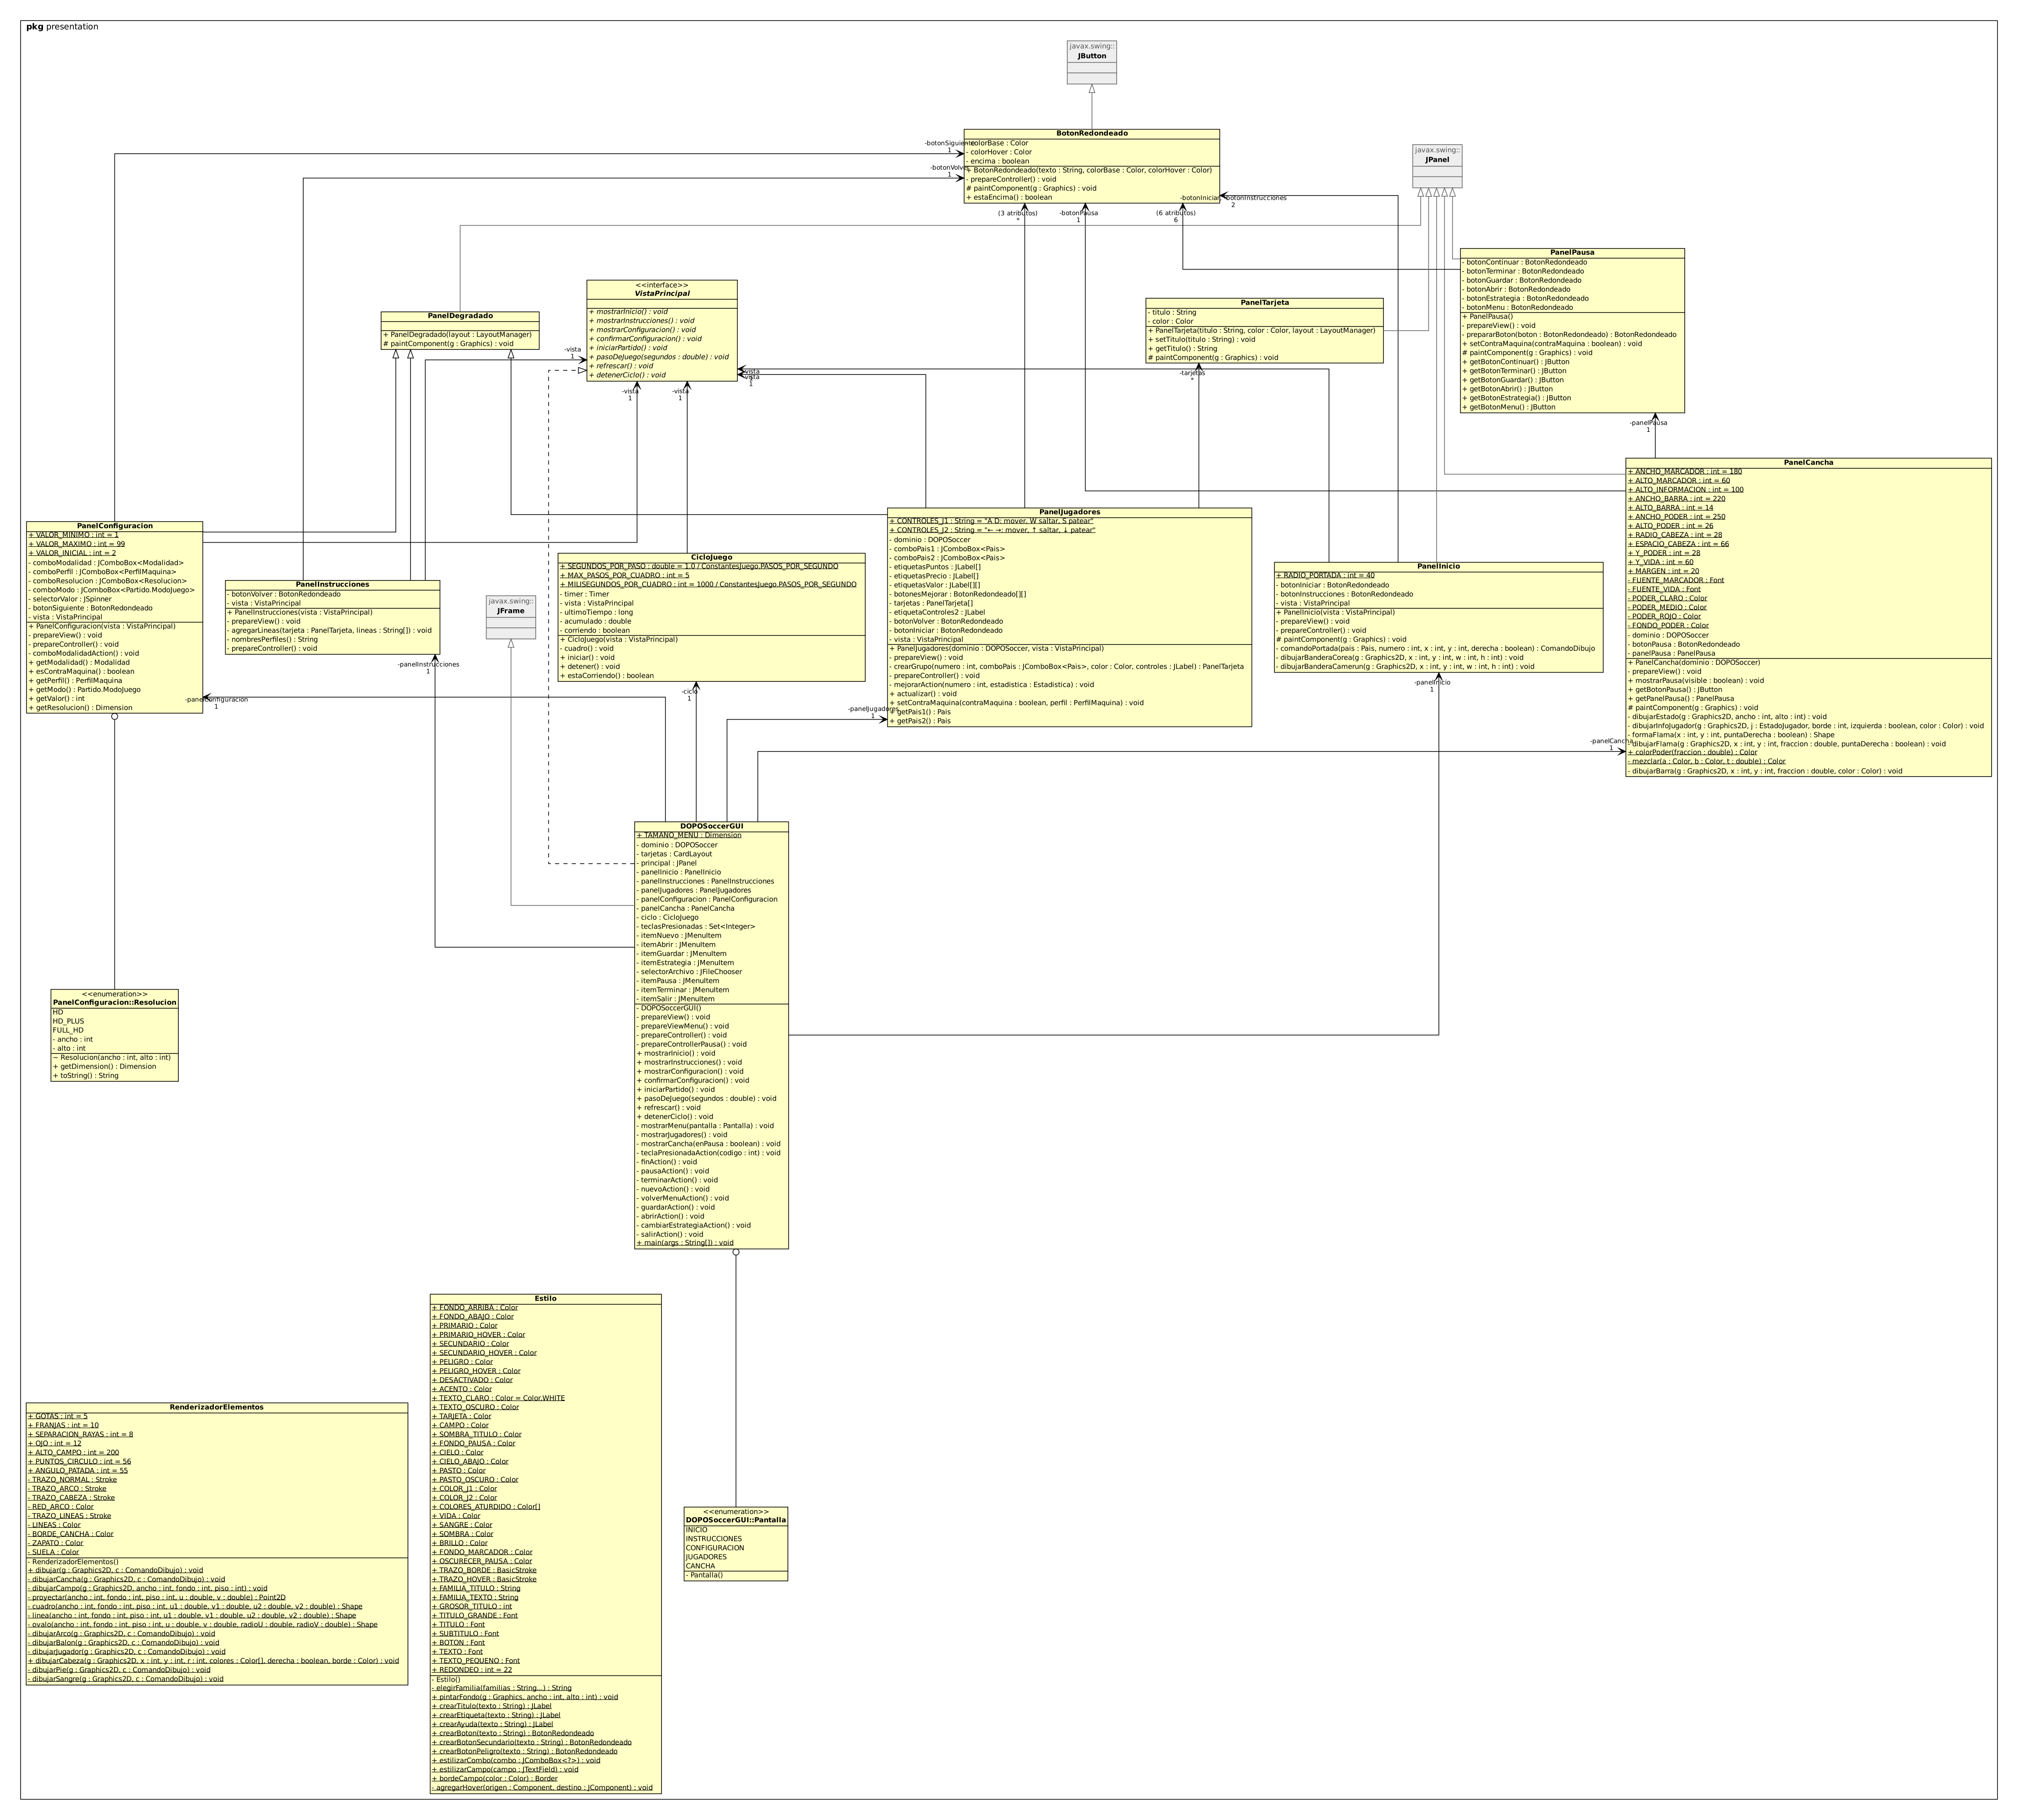 pkg presentation
javax.swing::
JButton
BotonRedondeado
- colorBase : Color
- colorHover : Color
- encima : boolean
+ BotonRedondeado(texto : String, colorBase : Color, colorHover : Color)
- prepareController() : void
# paintComponent(g : Graphics) : void
+ estaEncima() : boolean
-botonSiguiente
1
-botonVolver
1
(3 atributos)
*
-botonPausa
1
(6 atributos)
6
-botonIniciar, -botonInstrucciones
2
javax.swing::
JPanel
PanelPausa
- botonContinuar : BotonRedondeado
- botonTerminar : BotonRedondeado
- botonGuardar : BotonRedondeado
- botonAbrir : BotonRedondeado
- botonEstrategia : BotonRedondeado
- botonMenu : BotonRedondeado
+ PanelPausa()
- prepareView() : void
- prepararBoton(boton : BotonRedondeado) : BotonRedondeado
+ setContraMaquina(contraMaquina : boolean) : void
# paintComponent(g : Graphics) : void
+ getBotonContinuar() : JButton
+ getBotonTerminar() : JButton
+ getBotonGuardar() : JButton
+ getBotonAbrir() : JButton
+ getBotonEstrategia() : JButton
+ getBotonMenu() : JButton
-panelPausa
1
<<interface>>
VistaPrincipal
+ mostrarInicio() : void
+ mostrarInstrucciones() : void
+ mostrarConfiguracion() : void
+ confirmarConfiguracion() : void
+ iniciarPartido() : void
+ pasoDeJuego(segundos : double) : void
+ refrescar() : void
+ detenerCiclo() : void
-vista
1
-vista
1
-vista
1
-vista
-vista
1
PanelDegradado
+ PanelDegradado(layout : LayoutManager)
# paintComponent(g : Graphics) : void
PanelTarjeta
- titulo : String
- color : Color
+ PanelTarjeta(titulo : String, color : Color, layout : LayoutManager)
+ setTitulo(titulo : String) : void
+ getTitulo() : String
# paintComponent(g : Graphics) : void
-tarjetas
*
PanelCancha
+ ANCHO_MARCADOR : int = 180
+ ALTO_MARCADOR : int = 60
+ ALTO_INFORMACION : int = 100
+ ANCHO_BARRA : int = 220
+ ALTO_BARRA : int = 14
+ ANCHO_PODER : int = 250
+ ALTO_PODER : int = 26
+ RADIO_CABEZA : int = 28
+ ESPACIO_CABEZA : int = 66
+ Y_PODER : int = 28
+ Y_VIDA : int = 60
+ MARGEN : int = 20
- FUENTE_MARCADOR : Font
- FUENTE_VIDA : Font
- PODER_CLARO : Color
- PODER_MEDIO : Color
- PODER_ROJO : Color
- FONDO_PODER : Color
- dominio : DOPOSoccer
- botonPausa : BotonRedondeado
- panelPausa : PanelPausa
+ PanelCancha(dominio : DOPOSoccer)
- prepareView() : void
+ mostrarPausa(visible : boolean) : void
+ getBotonPausa() : JButton
+ getPanelPausa() : PanelPausa
# paintComponent(g : Graphics) : void
- dibujarEstado(g : Graphics2D, ancho : int, alto : int) : void
- dibujarInfoJugador(g : Graphics2D, j : EstadoJugador, borde : int, izquierda : boolean, color : Color) : void
- formaFlama(x : int, y : int, puntaDerecha : boolean) : Shape
- dibujarFlama(g : Graphics2D, x : int, y : int, fraccion : double, puntaDerecha : boolean) : void
+ colorPoder(fraccion : double) : Color
- mezclar(a : Color, b : Color, t : double) : Color
- dibujarBarra(g : Graphics2D, x : int, y : int, fraccion : double, color : Color) : void
-panelCancha
1
PanelConfiguracion
+ VALOR_MINIMO : int = 1
+ VALOR_MAXIMO : int = 99
+ VALOR_INICIAL : int = 2
- comboModalidad : JComboBox<Modalidad>
- comboPerfil : JComboBox<PerfilMaquina>
- comboResolucion : JComboBox<Resolucion>
- comboModo : JComboBox<Partido.ModoJuego>
- selectorValor : JSpinner
- botonSiguiente : BotonRedondeado
- vista : VistaPrincipal
+ PanelConfiguracion(vista : VistaPrincipal)
- prepareView() : void
- prepareController() : void
- comboModalidadAction() : void
+ getModalidad() : Modalidad
+ esContraMaquina() : boolean
+ getPerfil() : PerfilMaquina
+ getModo() : Partido.ModoJuego
+ getValor() : int
+ getResolucion() : Dimension
-panelConfiguracion
1
PanelInstrucciones
- botonVolver : BotonRedondeado
- vista : VistaPrincipal
+ PanelInstrucciones(vista : VistaPrincipal)
- prepareView() : void
- agregarLineas(tarjeta : PanelTarjeta, lineas : String[]) : void
- nombresPerfiles() : String
- prepareController() : void
-panelInstrucciones
1
javax.swing::
JFrame
CicloJuego
+ SEGUNDOS_POR_PASO : double = 1.0 / ConstantesJuego.PASOS_POR_SEGUNDO
+ MAX_PASOS_POR_CUADRO : int = 5
+ MILISEGUNDOS_POR_CUADRO : int = 1000 / ConstantesJuego.PASOS_POR_SEGUNDO
- timer : Timer
- vista : VistaPrincipal
- ultimoTiempo : long
- acumulado : double
- corriendo : boolean
+ CicloJuego(vista : VistaPrincipal)
- cuadro() : void
+ iniciar() : void
+ detener() : void
+ estaCorriendo() : boolean
-ciclo
1
PanelJugadores
+ CONTROLES_J1 : String = "A D: mover, W saltar, S patear"
+ CONTROLES_J2 : String = "← →: mover, ↑ saltar, ↓ patear"
- dominio : DOPOSoccer
- comboPais1 : JComboBox<Pais>
- comboPais2 : JComboBox<Pais>
- etiquetasPuntos : JLabel[]
- etiquetasPrecio : JLabel[]
- etiquetasValor : JLabel[][]
- botonesMejorar : BotonRedondeado[][]
- tarjetas : PanelTarjeta[]
- etiquetaControles2 : JLabel
- botonVolver : BotonRedondeado
- botonIniciar : BotonRedondeado
- vista : VistaPrincipal
+ PanelJugadores(dominio : DOPOSoccer, vista : VistaPrincipal)
- prepareView() : void
- crearGrupo(numero : int, comboPais : JComboBox<Pais>, color : Color, controles : JLabel) : PanelTarjeta
- prepareController() : void
- mejorarAction(numero : int, estadistica : Estadistica) : void
+ actualizar() : void
+ setContraMaquina(contraMaquina : boolean, perfil : PerfilMaquina) : void
+ getPais1() : Pais
+ getPais2() : Pais
-panelJugadores
1
PanelInicio
+ RADIO_PORTADA : int = 40
- botonIniciar : BotonRedondeado
- botonInstrucciones : BotonRedondeado
- vista : VistaPrincipal
+ PanelInicio(vista : VistaPrincipal)
- prepareView() : void
- prepareController() : void
# paintComponent(g : Graphics) : void
- comandoPortada(pais : Pais, numero : int, x : int, y : int, derecha : boolean) : ComandoDibujo
- dibujarBanderaCorea(g : Graphics2D, x : int, y : int, w : int, h : int) : void
- dibujarBanderaCamerun(g : Graphics2D, x : int, y : int, w : int, h : int) : void
-panelInicio
1
DOPOSoccerGUI
+ TAMANO_MENU : Dimension
- dominio : DOPOSoccer
- tarjetas : CardLayout
- principal : JPanel
- panelInicio : PanelInicio
- panelInstrucciones : PanelInstrucciones
- panelJugadores : PanelJugadores
- panelConfiguracion : PanelConfiguracion
- panelCancha : PanelCancha
- ciclo : CicloJuego
- teclasPresionadas : Set<Integer>
- itemNuevo : JMenuItem
- itemAbrir : JMenuItem
- itemGuardar : JMenuItem
- itemEstrategia : JMenuItem
- selectorArchivo : JFileChooser
- itemPausa : JMenuItem
- itemTerminar : JMenuItem
- itemSalir : JMenuItem
- DOPOSoccerGUI()
- prepareView() : void
- prepareViewMenu() : void
- prepareController() : void
- prepareControllerPausa() : void
+ mostrarInicio() : void
+ mostrarInstrucciones() : void
+ mostrarConfiguracion() : void
+ confirmarConfiguracion() : void
+ iniciarPartido() : void
+ pasoDeJuego(segundos : double) : void
+ refrescar() : void
+ detenerCiclo() : void
- mostrarMenu(pantalla : Pantalla) : void
- mostrarJugadores() : void
- mostrarCancha(enPausa : boolean) : void
- teclaPresionadaAction(codigo : int) : void
- finAction() : void
- pausaAction() : void
- terminarAction() : void
- nuevoAction() : void
- volverMenuAction() : void
- guardarAction() : void
- abrirAction() : void
- cambiarEstrategiaAction() : void
- salirAction() : void
+ main(args : String[]) : void
<<enumeration>>
PanelConfiguracion::Resolucion
HD
HD_PLUS
FULL_HD
- ancho : int
- alto : int
~ Resolucion(ancho : int, alto : int)
+ getDimension() : Dimension
+ toString() : String
Estilo
+ FONDO_ARRIBA : Color
+ FONDO_ABAJO : Color
+ PRIMARIO : Color
+ PRIMARIO_HOVER : Color
+ SECUNDARIO : Color
+ SECUNDARIO_HOVER : Color
+ PELIGRO : Color
+ PELIGRO_HOVER : Color
+ DESACTIVADO : Color
+ ACENTO : Color
+ TEXTO_CLARO : Color = Color.WHITE
+ TEXTO_OSCURO : Color
+ TARJETA : Color
+ CAMPO : Color
+ SOMBRA_TITULO : Color
+ FONDO_PAUSA : Color
+ CIELO : Color
+ CIELO_ABAJO : Color
+ PASTO : Color
+ PASTO_OSCURO : Color
+ COLOR_J1 : Color
+ COLOR_J2 : Color
+ COLORES_ATURDIDO : Color[]
+ VIDA : Color
+ SANGRE : Color
+ SOMBRA : Color
+ BRILLO : Color
+ FONDO_MARCADOR : Color
+ OSCURECER_PAUSA : Color
+ TRAZO_BORDE : BasicStroke
+ TRAZO_HOVER : BasicStroke
+ FAMILIA_TITULO : String
+ FAMILIA_TEXTO : String
+ GROSOR_TITULO : int
+ TITULO_GRANDE : Font
+ TITULO : Font
+ SUBTITULO : Font
+ BOTON : Font
+ TEXTO : Font
+ TEXTO_PEQUENO : Font
+ REDONDEO : int = 22
- Estilo()
- elegirFamilia(familias : String...) : String
+ pintarFondo(g : Graphics, ancho : int, alto : int) : void
+ crearTitulo(texto : String) : JLabel
+ crearEtiqueta(texto : String) : JLabel
+ crearAyuda(texto : String) : JLabel
+ crearBoton(texto : String) : BotonRedondeado
+ crearBotonSecundario(texto : String) : BotonRedondeado
+ crearBotonPeligro(texto : String) : BotonRedondeado
+ estilizarCombo(combo : JComboBox<?>) : void
+ estilizarCampo(campo : JTextField) : void
+ bordeCampo(color : Color) : Border
- agregarHover(origen : Component, destino : JComponent) : void
RenderizadorElementos
+ GOTAS : int = 5
+ FRANJAS : int = 10
+ SEPARACION_RAYAS : int = 8
+ OJO : int = 12
+ ALTO_CAMPO : int = 200
+ PUNTOS_CIRCULO : int = 56
+ ANGULO_PATADA : int = 55
- TRAZO_NORMAL : Stroke
- TRAZO_ARCO : Stroke
- TRAZO_CABEZA : Stroke
- RED_ARCO : Color
- TRAZO_LINEAS : Stroke
- LINEAS : Color
- BORDE_CANCHA : Color
- ZAPATO : Color
- SUELA : Color
- RenderizadorElementos()
+ dibujar(g : Graphics2D, c : ComandoDibujo) : void
- dibujarCancha(g : Graphics2D, c : ComandoDibujo) : void
- dibujarCampo(g : Graphics2D, ancho : int, fondo : int, piso : int) : void
- proyectar(ancho : int, fondo : int, piso : int, u : double, v : double) : Point2D
- cuadro(ancho : int, fondo : int, piso : int, u1 : double, v1 : double, u2 : double, v2 : double) : Shape
- linea(ancho : int, fondo : int, piso : int, u1 : double, v1 : double, u2 : double, v2 : double) : Shape
- ovalo(ancho : int, fondo : int, piso : int, u : double, v : double, radioU : double, radioV : double) : Shape
- dibujarArco(g : Graphics2D, c : ComandoDibujo) : void
- dibujarBalon(g : Graphics2D, c : ComandoDibujo) : void
- dibujarJugador(g : Graphics2D, c : ComandoDibujo) : void
+ dibujarCabeza(g : Graphics2D, x : int, y : int, r : int, colores : Color[], derecha : boolean, borde : Color) : void
- dibujarPie(g : Graphics2D, c : ComandoDibujo) : void
- dibujarSangre(g : Graphics2D, c : ComandoDibujo) : void
<<enumeration>>
DOPOSoccerGUI::Pantalla
INICIO
INSTRUCCIONES
CONFIGURACION
JUGADORES
CANCHA
- Pantalla()